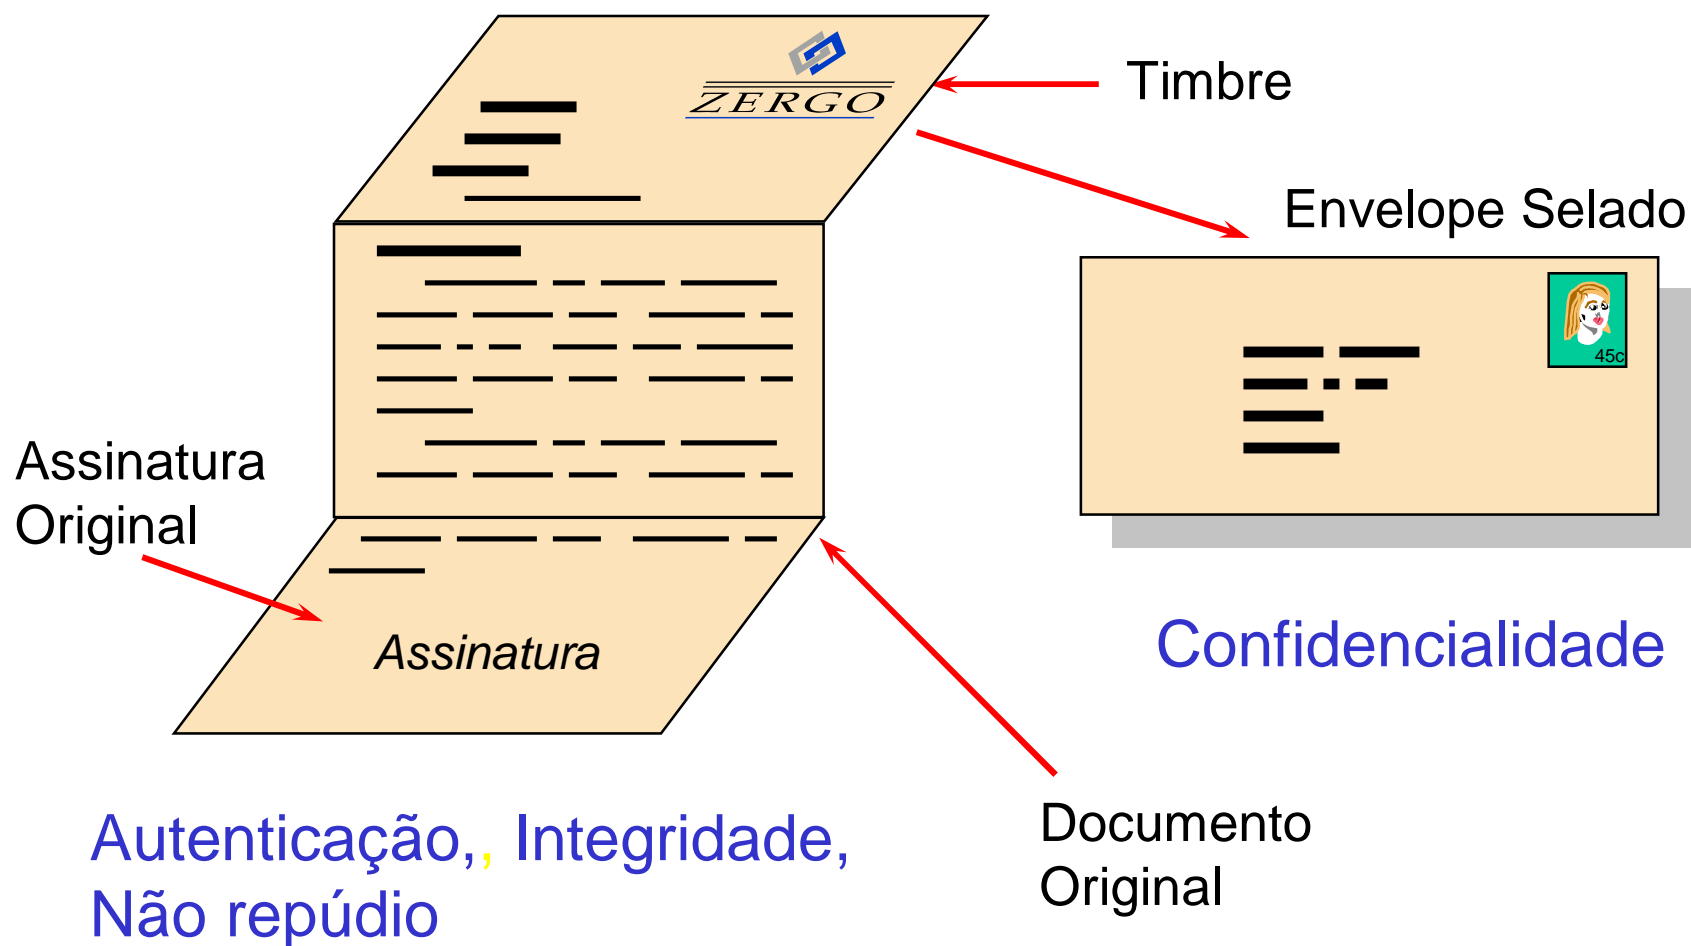 ZERGO
Timbre
Envelope Selado
45c
Assinatura
Original
Assinatura
Confidencialidade
Documento
Original
Autenticação,, Integridade,
Não repúdio